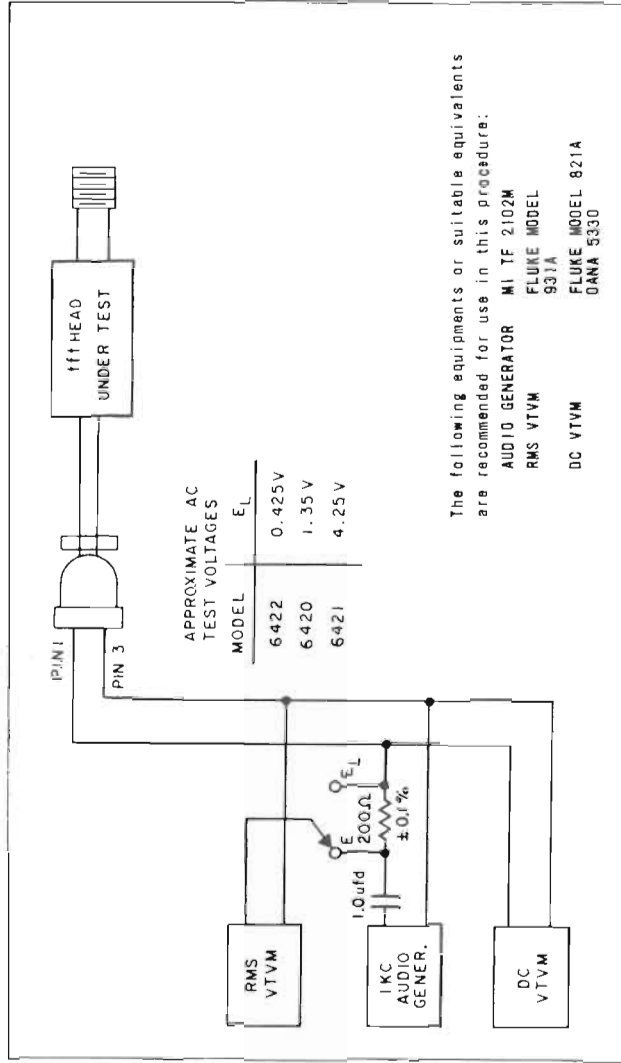 PIN 1
PIN 3
tft HEAD
UNDER TEST
RMS
VTVM
E
EL
200Ω
±0.1%
1.0ufd
1KC
AUDIO
GENER.
DC
VTVM
APPROXIMATE AC
TEST VOLTAGES
MODEL EL
6422 0.425V
6420 1.35V
6421 4.25V
The following equipments or suitable equivalents
are recommended for use in this procedure:
AUDIO GENERATOR MI TF 2102M
RMS VTVM FLUKE MODEL
931A
DC VTVM FLUKE MODEL 821A
DANA 5330